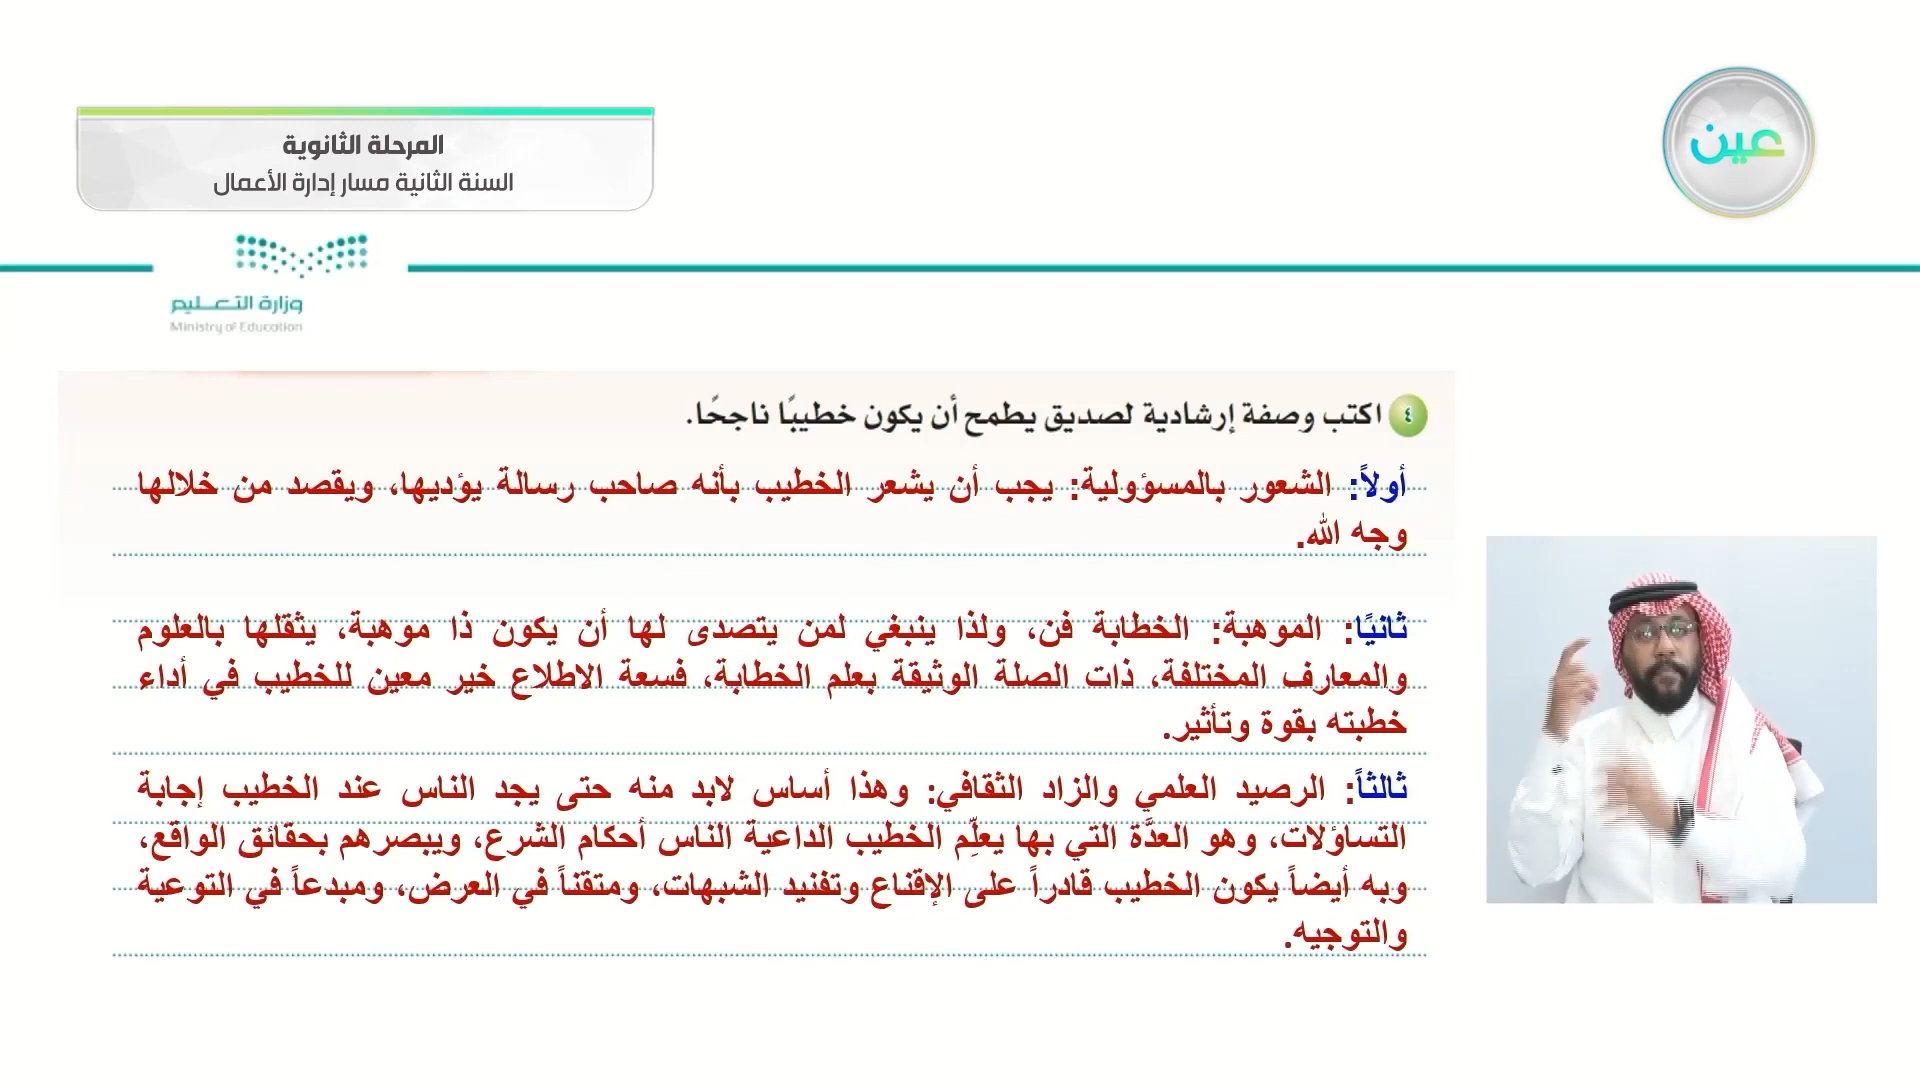 المرحلة الثانوية
السنة الثانية مسار إدارة الأعمال
عين
وزارة التعليم
Ministry of Education
٤ اكتب وصفة إرشادية لصديق يطمح أن يكون خطيبًا ناجحًا.
أولاً: الشعور بالمسؤولية: يجب أن يشعر الخطيب بأنه صاحب رسالة يؤديها، ويقصد من خلالها
وجه الله.
ثانيًا: الموهبة: الخطابة فن، ولذا ينبغي لمن يتصدى لها أن يكون ذا موهبة، يثقلها بالعلوم
والمعارف المختلفة، ذات الصلة الوثيقة بعلم الخطابة، فسعة الاطلاع خير معين للخطيب في أداء
خطبته بقوة وتأثير.
ثالثاً: الرصيد العلمي والزاد الثقافي: وهذا أساس لابد منه حتى يجد الناس عند الخطيب إجابة
التساؤلات، وهو العدَّة التي بها يعلِّم الخطيب الداعية الناس أحكام الشرع، ويبصرهم بحقائق الواقع،
وبه أيضاً يكون الخطيب قادراً على الإقناع وتفنيد الشبهات، ومتقناً في العرض، ومبدعاً في التوعية
والتوجيه.